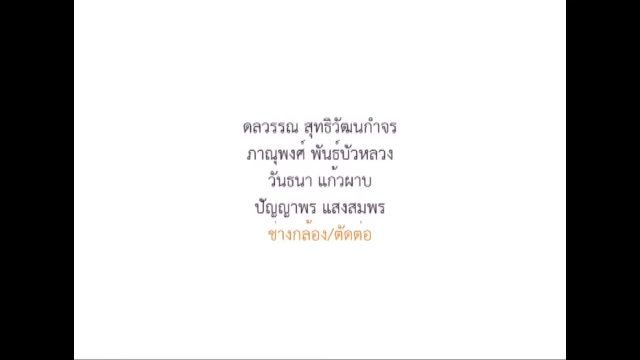 ดลวรรณ สุทธิวัฒนกำจร
ภาณุพงศ์ พันธ์บัวหลวง
วันธนา แก้วผาบ
ปัญญาพร แสงสมพร
ช่างกล้อง/ตัดต่อ